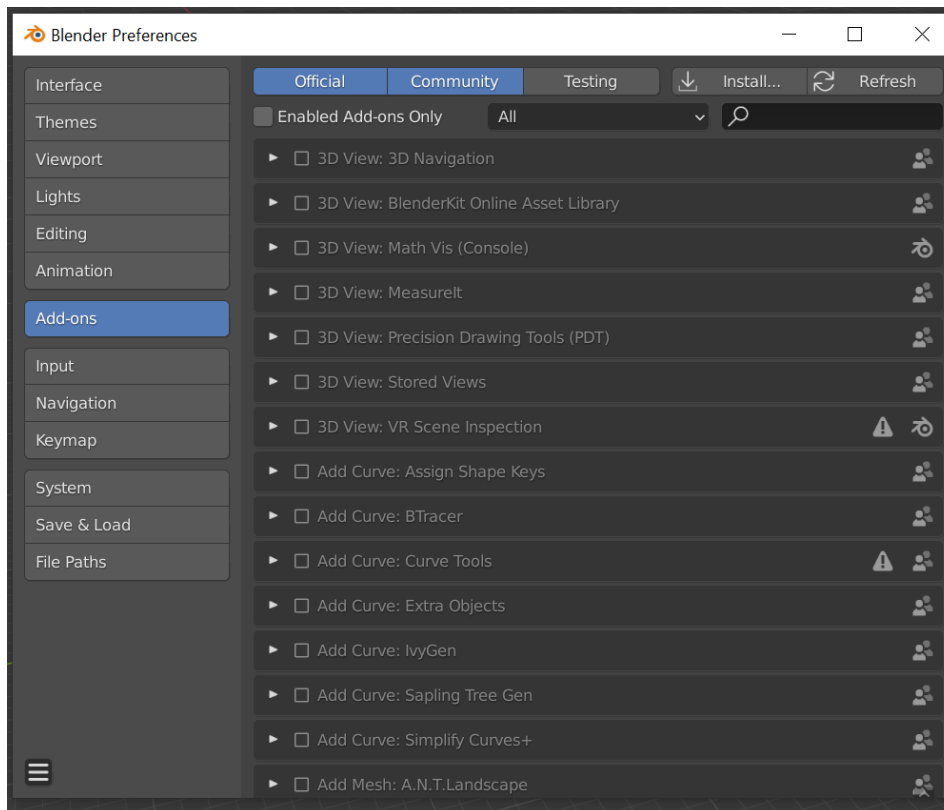 Blender Preferences
Interface
Themes
Viewport
Lights
Editing
Animation
Add-ons
Input
Navigation
Keymap
System
Save & Load
File Paths
Official Community Testing Install... Refresh
Enabled Add-ons Only All
3D View: 3D Navigation
3D View: BlenderKit Online Asset Library
3D View: Math Vis (Console)
3D View: MeasureIt
3D View: Precision Drawing Tools (PDT)
3D View: Stored Views
3D View: VR Scene Inspection
Add Curve: Assign Shape Keys
Add Curve: BTracer
Add Curve: Curve Tools
Add Curve: Extra Objects
Add Curve: IvyGen
Add Curve: Sapling Tree Gen
Add Curve: Simplify Curves+
Add Mesh: A.N.T.Landscape